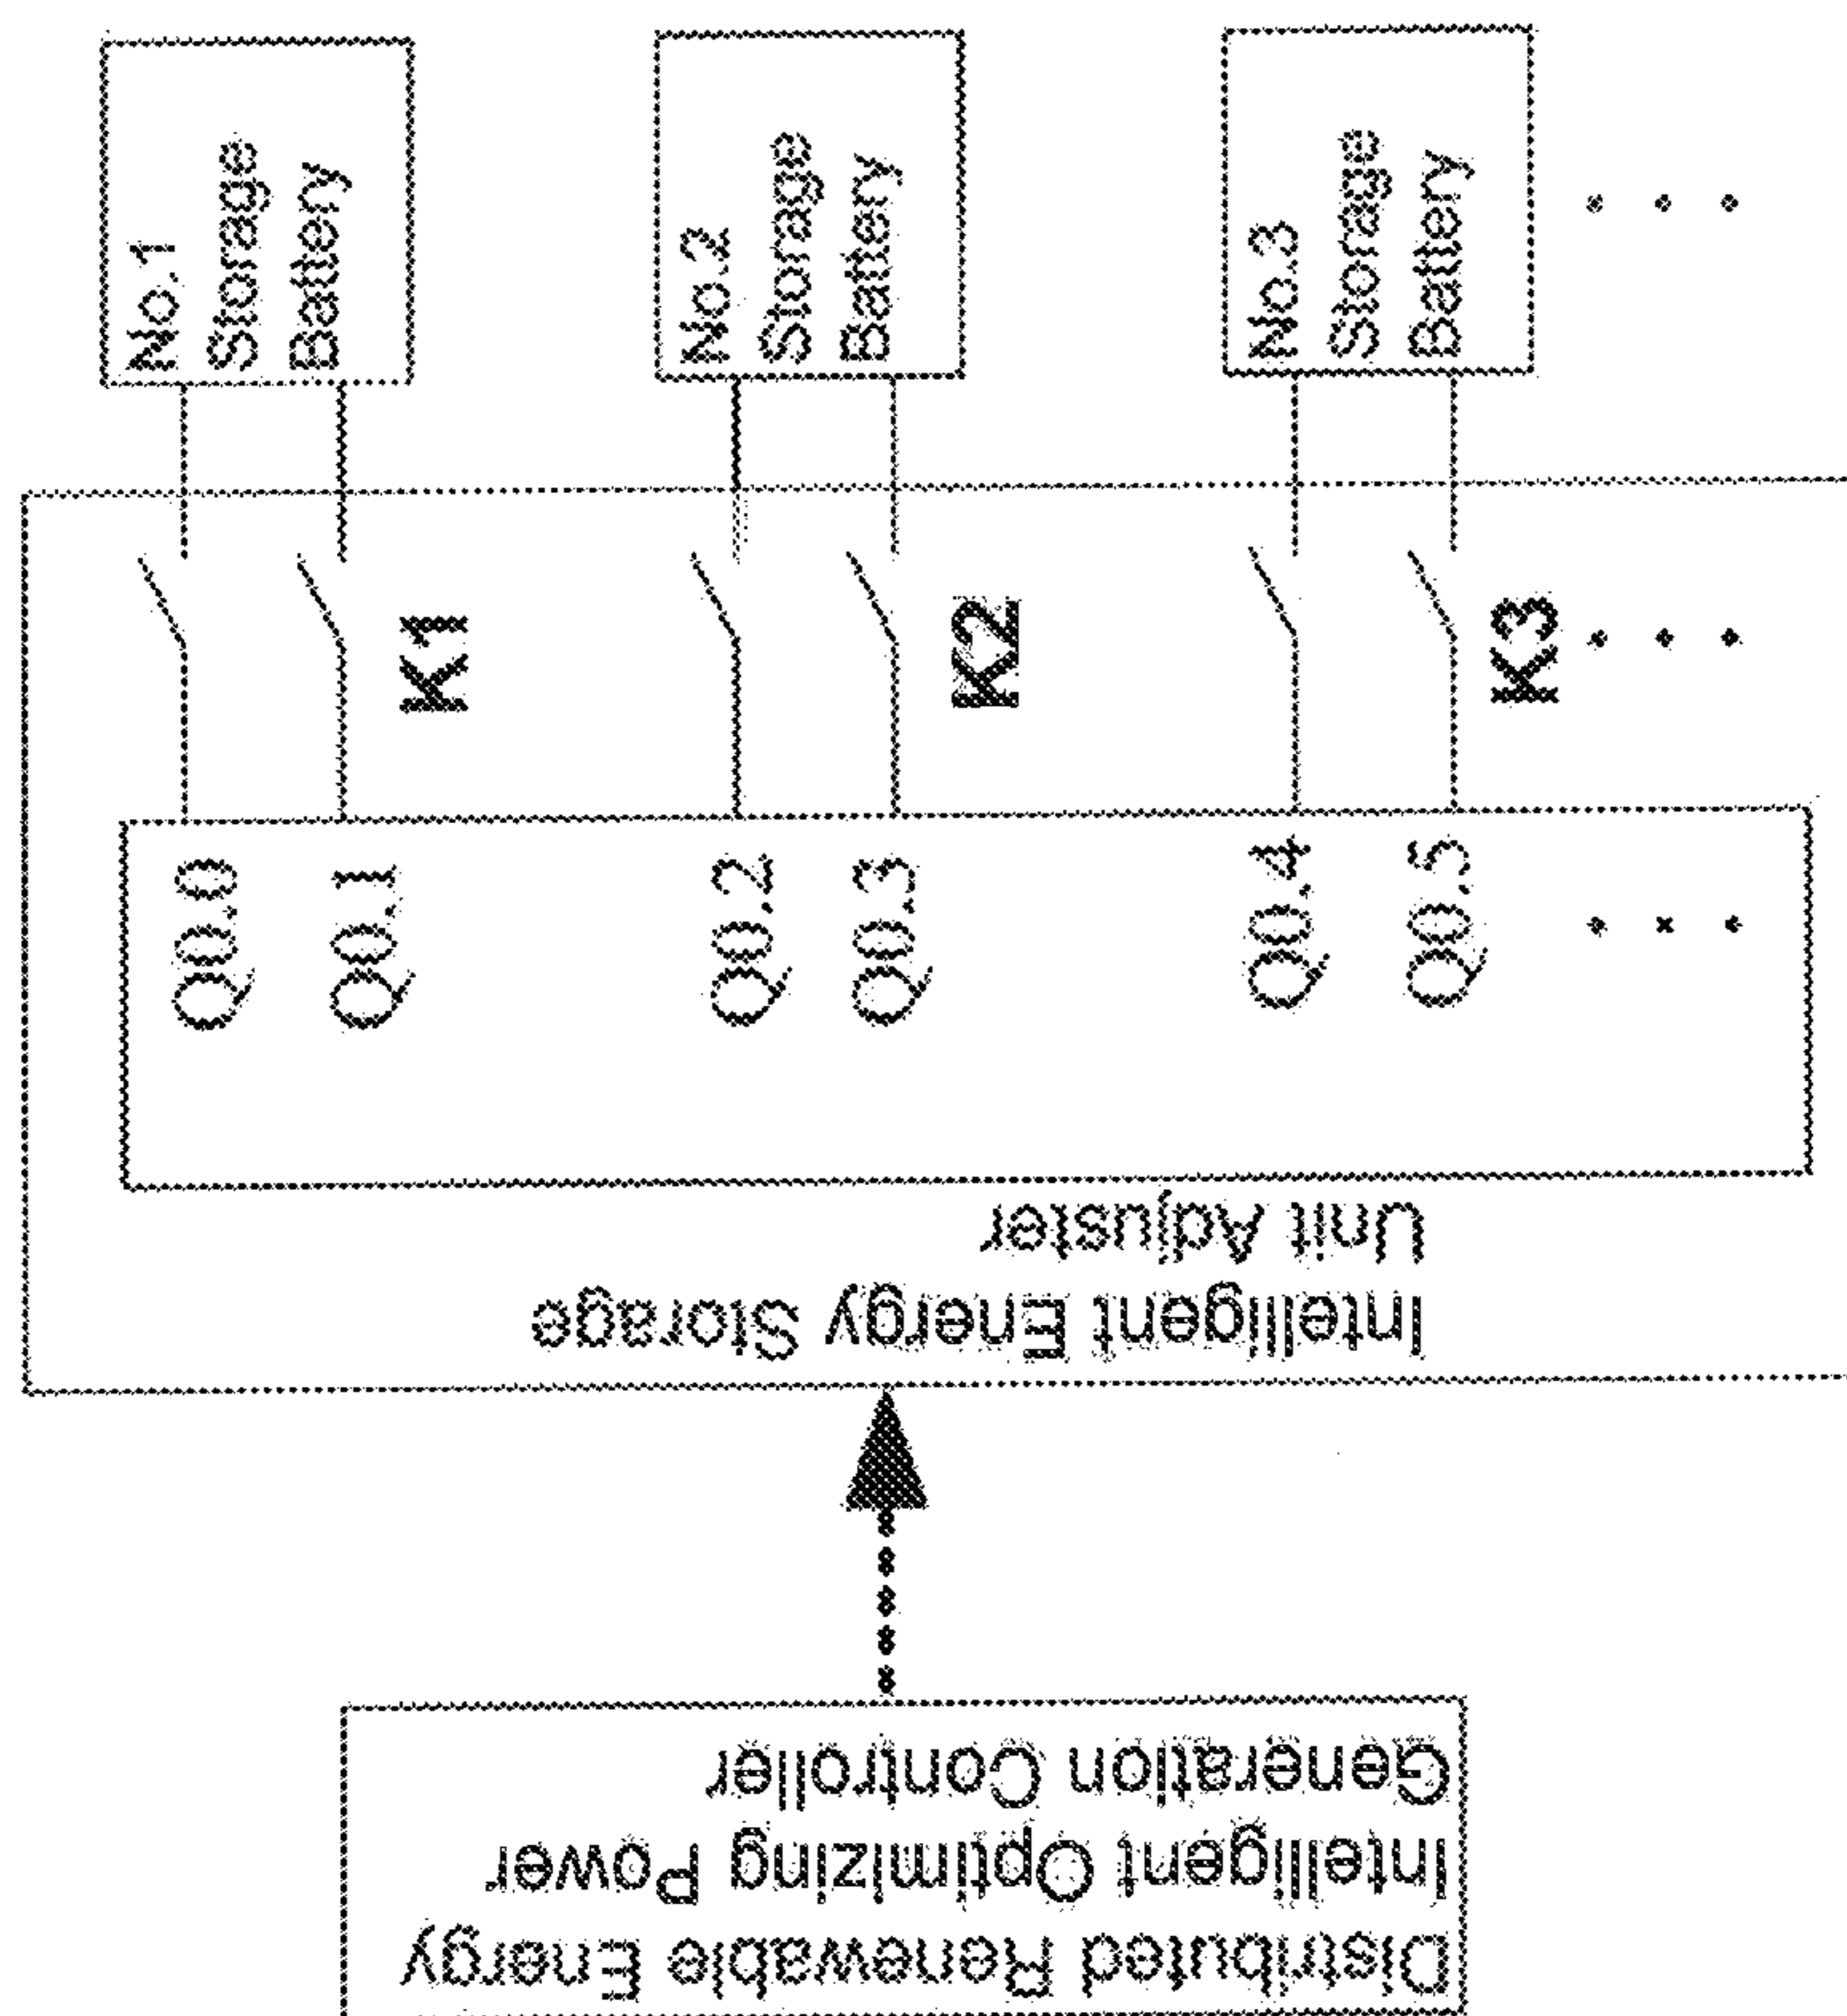 No.1
Storage
Battery
No.2
Storage
Battery
No.3
Storage
Battery
K1
K2
K3
Q0.0
Q0.1
Q0.2
Q0.3
Q0.4
Q0.5
Intelligent Energy Storage
Unit Adjuster
Distributed Renewable Energy
Intelligent Optimizing Power
Generation Controller